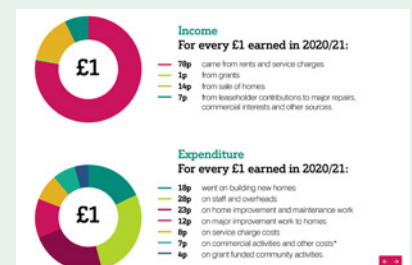 £1
Income
For every £1 earned in 2020/21:
78p came from rents and service charges
1p from grants
14p from sale of homes
7p from leaseholder contributions to major repairs,
commercial interests and other sources.
£1
Expenditure
For every £1 earned in 2020/21:
18p went on building new homes
28p on staff and overheads
23p on home improvement and maintenance work
12p on major improvement work to homes
8p on service charge costs
7p on commercial activities and other costs*
4p on grant funded community activities.